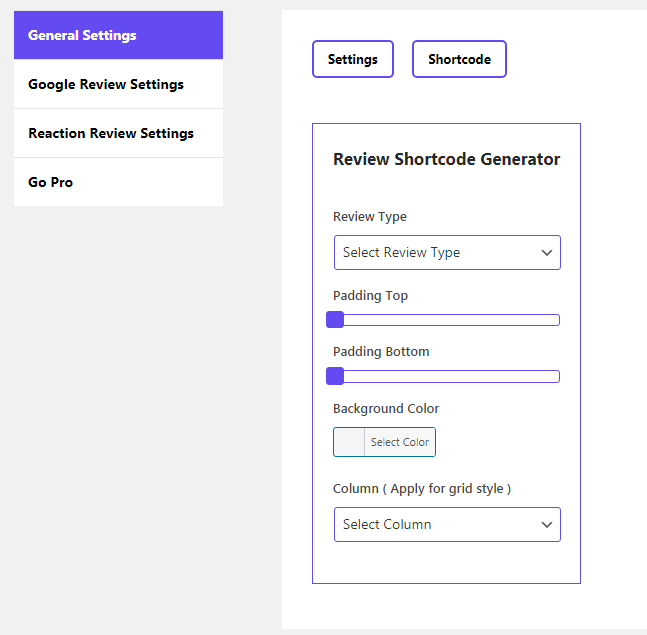 General Settings
Google Review Settings
Reaction Review Settings
Go Pro
Settings
Shortcode
Review Shortcode Generator
Review Type
Select Review Type
Padding Top
Padding Bottom
Background Color
Select Color
Column ( Apply for grid style )
Select Column